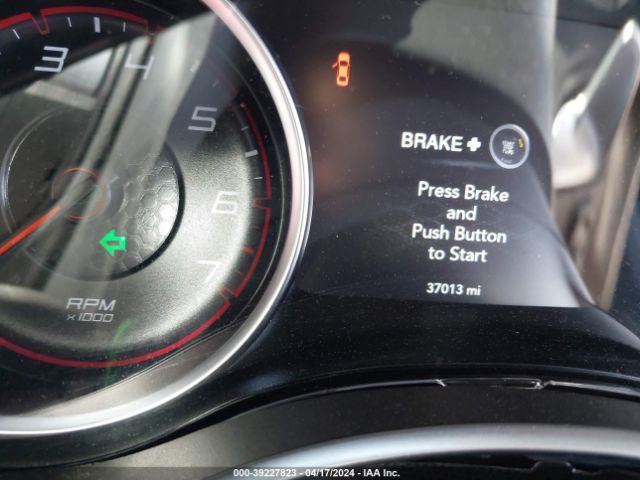 3
4
5
6
7
RPM
x1000
BRAKE +
Press Brake
and
Push Button
to Start
37013 mi
000-39227823 - 04/17/2024 - IAA Inc.